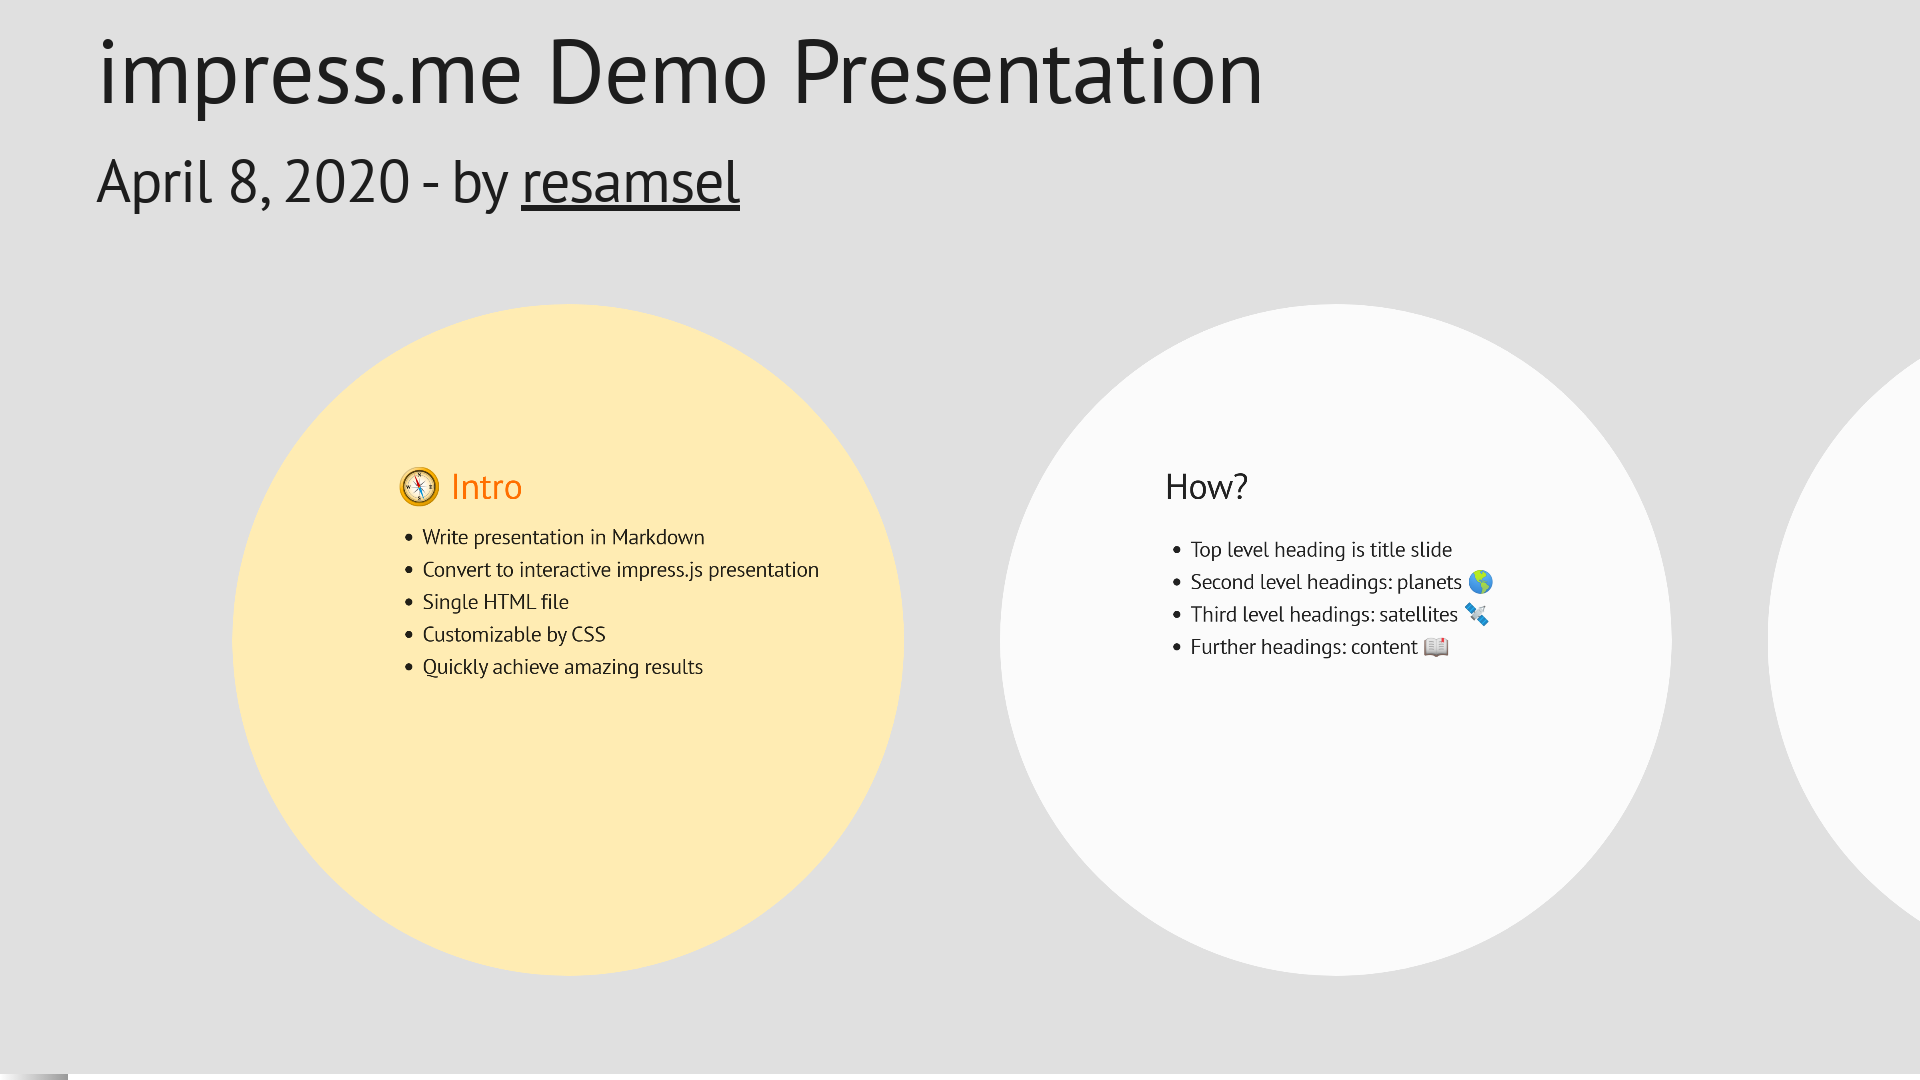 impress.me Demo Presentation
April 8, 2020 - by resamsel
🧭 Intro
• Write presentation in Markdown
• Convert to interactive impress.js presentation
• Single HTML file
• Customizable by CSS
• Quickly achieve amazing results
How?
• Top level heading is title slide
• Second level headings: planets 🌎
• Third level headings: satellites 🛰️
• Further headings: content 📖